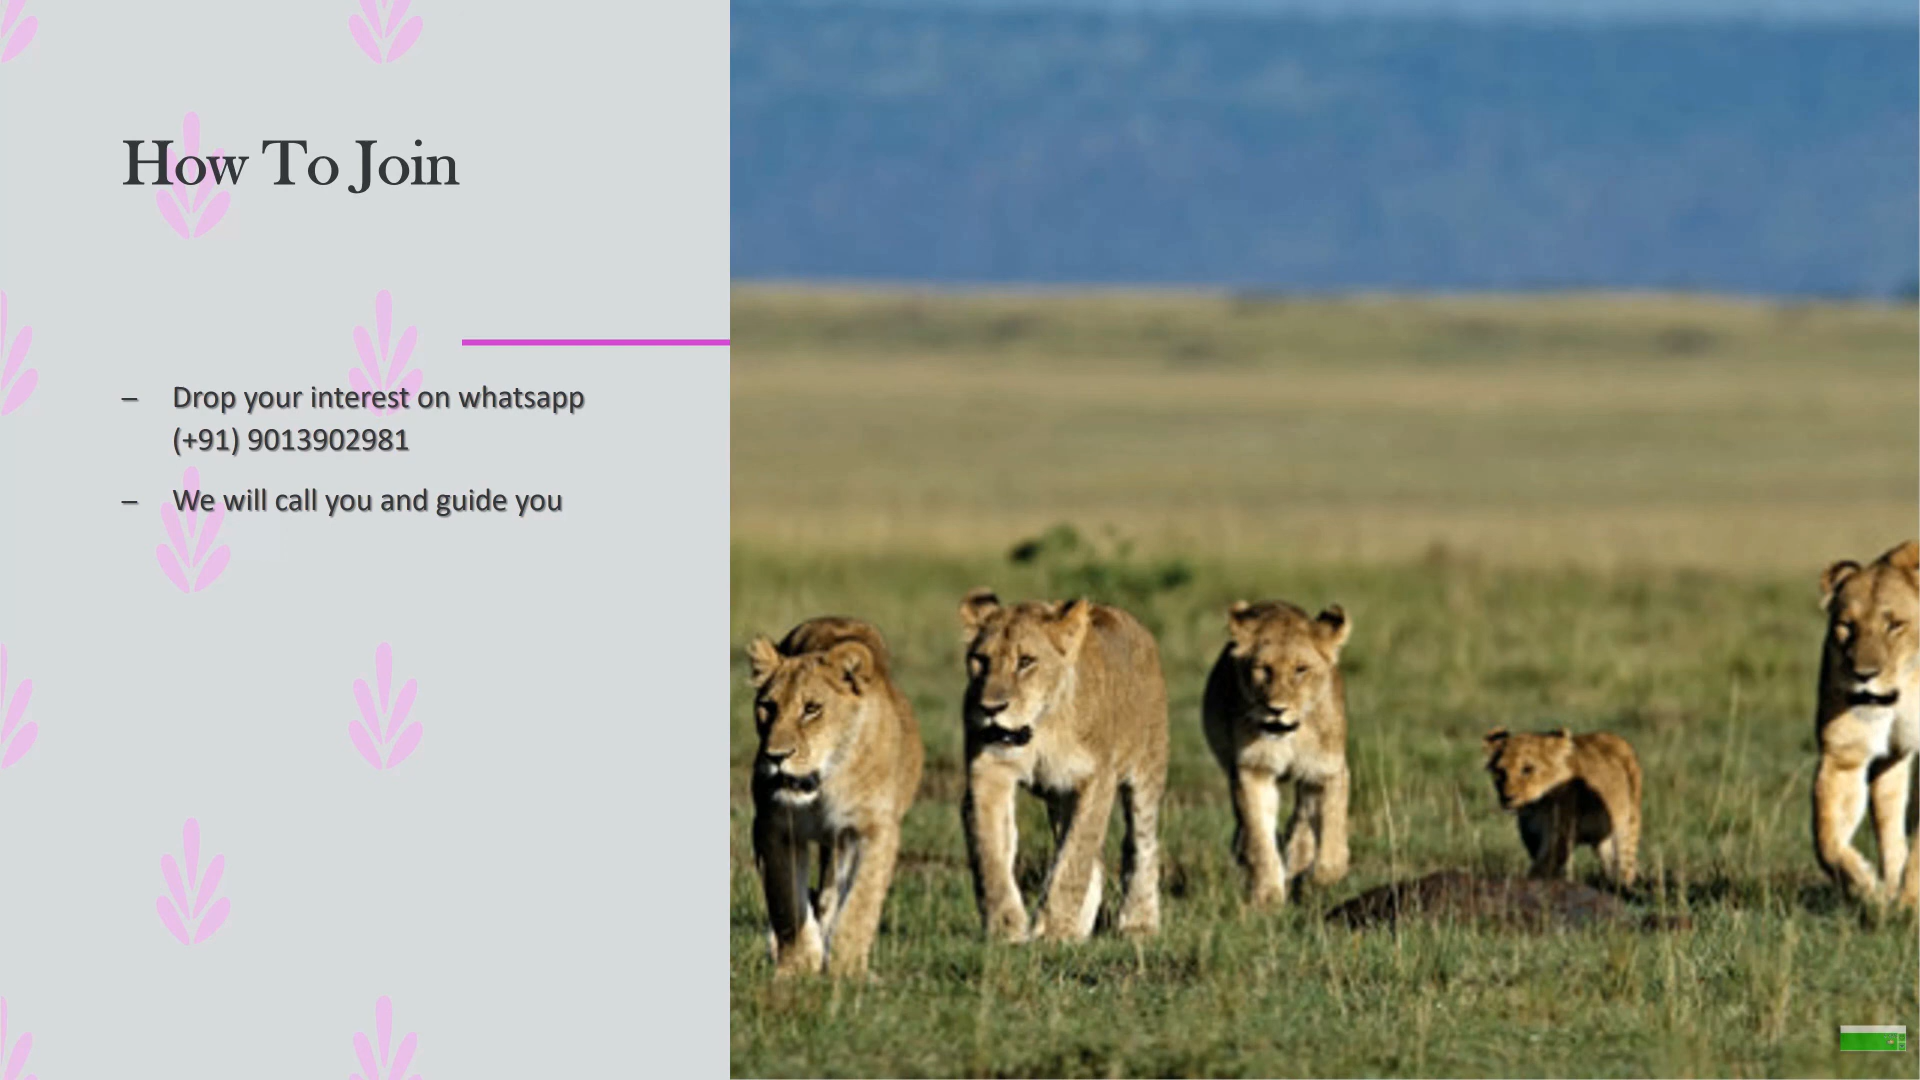 How To Join
– Drop your interest on whatsapp
(+91) 9013902981
– We will call you and guide you